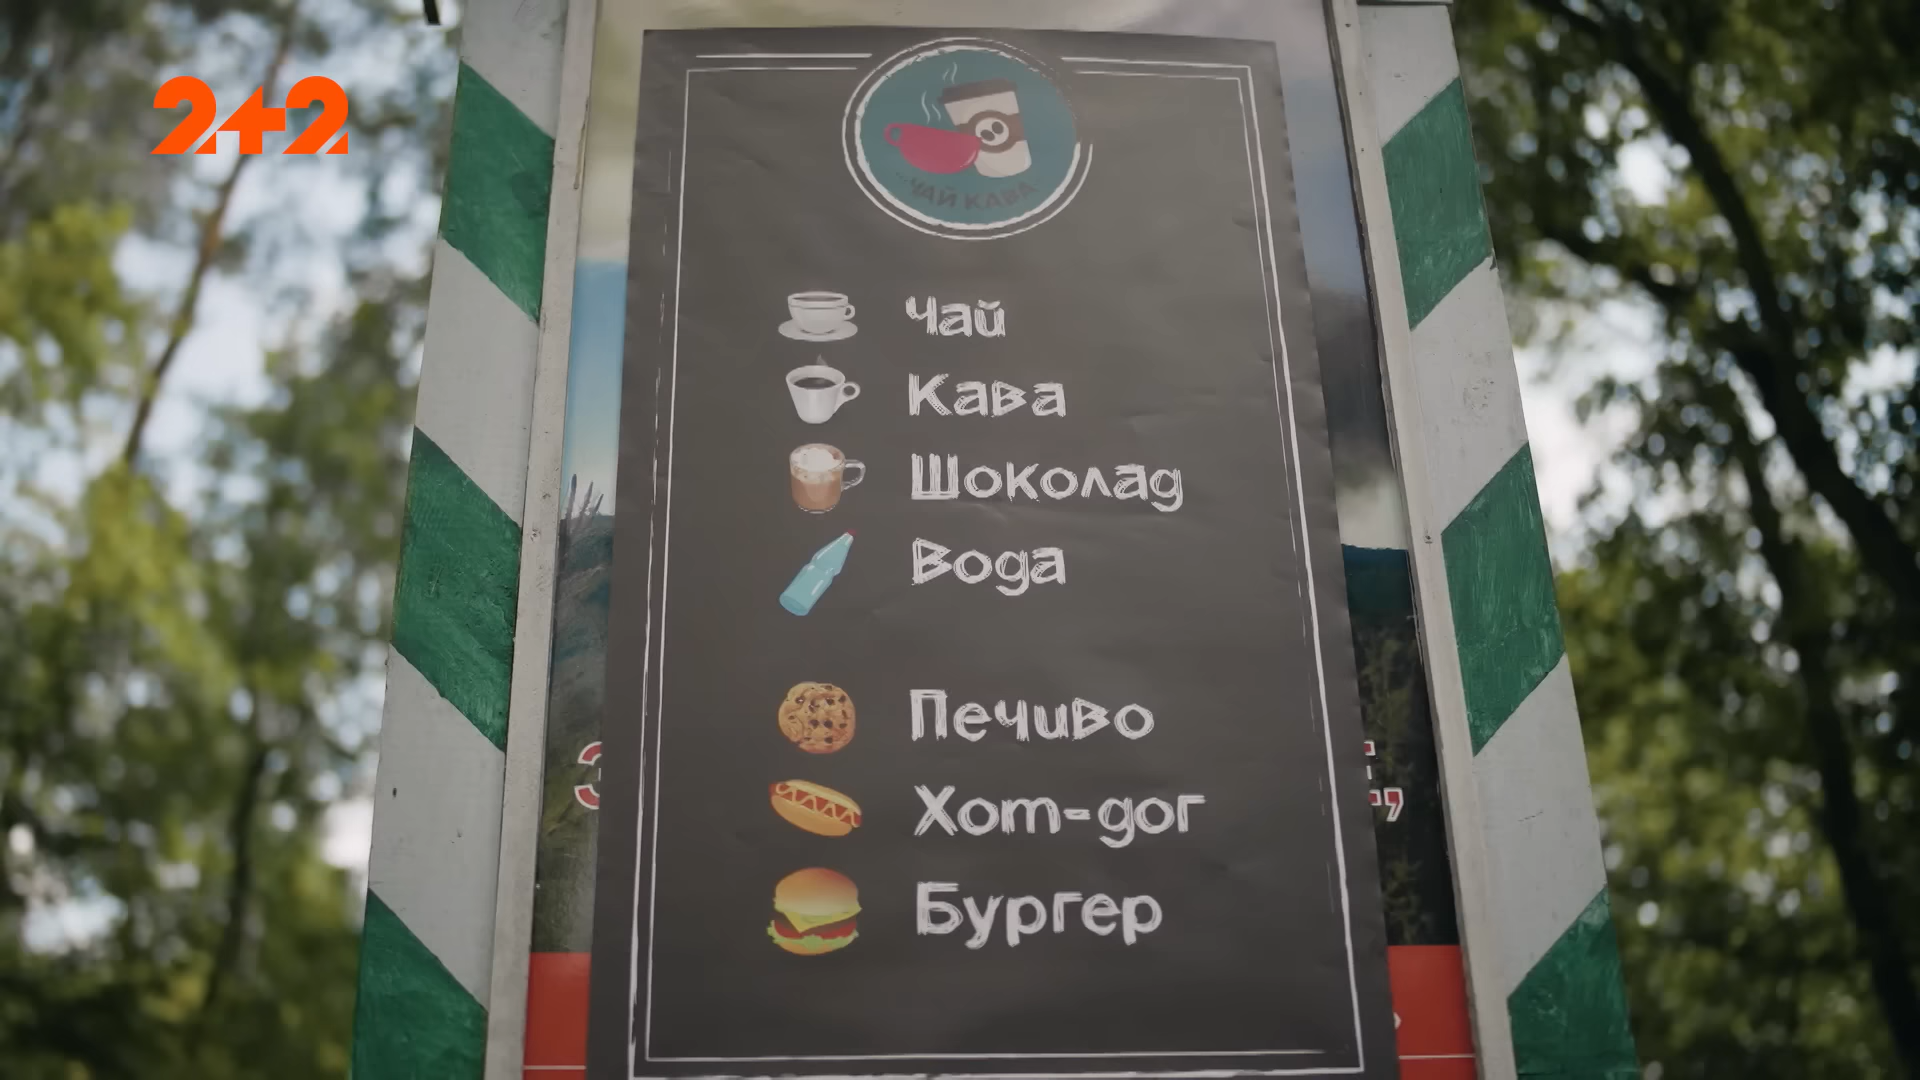 2+2
ЧАЙ КАВА
Чай
Кава
Шоколад
Вода
Печиво
Хот-дог
Бургер